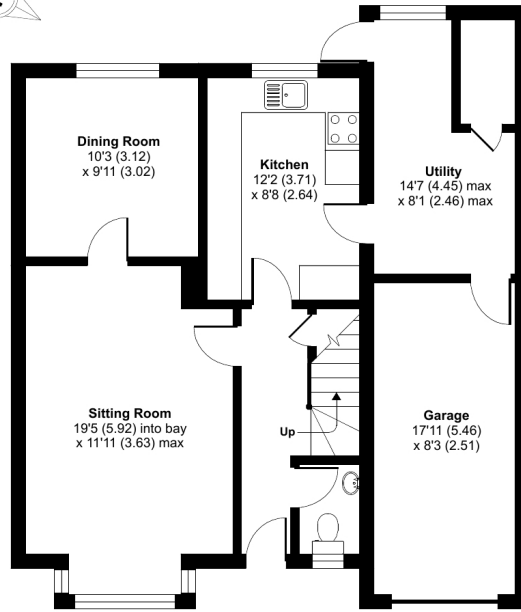 Dining Room
10'3 (3.12)
x 9'11 (3.02)
Kitchen
12'2 (3.71)
x 8'8 (2.64)
Utility
14'7 (4.45) max
x 8'1 (2.46) max
Sitting Room
19'5 (5.92) into bay
x 11'11 (3.63) max
Up
Garage
17'11 (5.46)
x 8'3 (2.51)